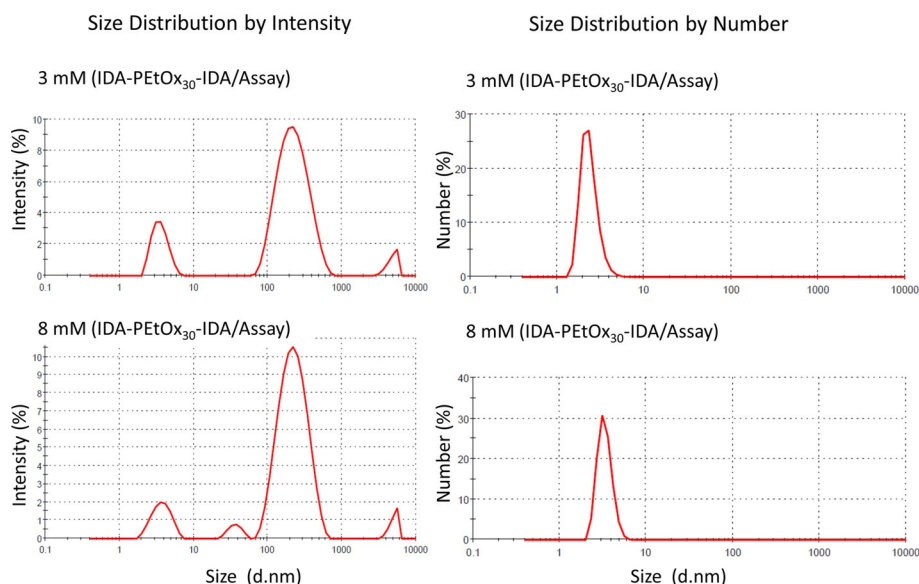 Size Distribution by Intensity
Size Distribution by Number
3 mM (IDA-PEtOx₃₀-IDA/Assay)
3 mM (IDA-PEtOx₃₀-IDA/Assay)
Intensity (%)
10
8
6
4
2
0
0.1 1 10 100 1000 10000
Number (%)
30
20
10
0
0.1 1 10 100 1000 10000
8 mM (IDA-PEtOx₃₀-IDA/Assay)
8 mM (IDA-PEtOx₃₀-IDA/Assay)
Intensity (%)
10
9
8
7
6
5
4
3
2
1
0
0.1 1 10 100 1000 10000
Size (d.nm)
Number (%)
40
30
20
10
0
0.1 1 10 100 1000 10000
Size (d.nm)